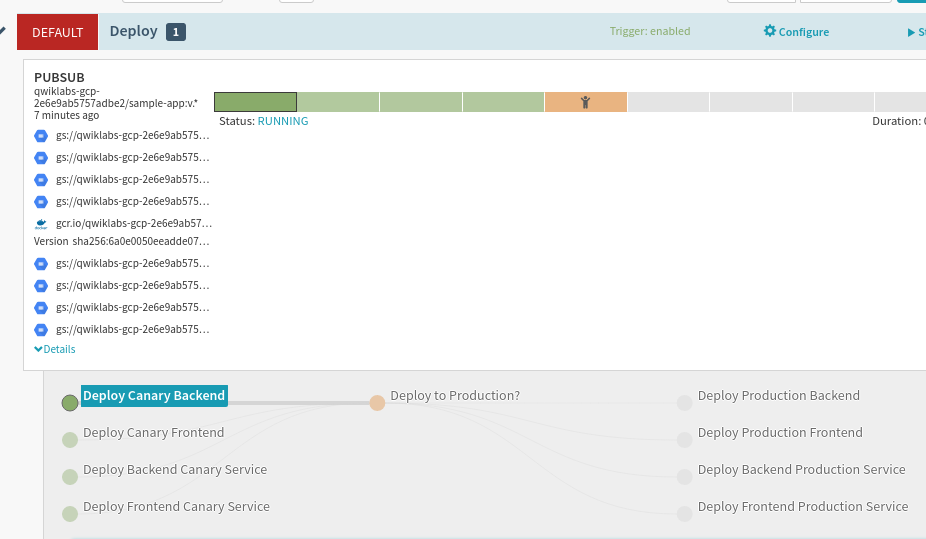 DEFAULT
Deploy 1
Trigger: enabled
Configure
PUBSUB
qwiklabs-gcp-
2e6e9ab5757adbe2/sample-app:v.*
7 minutes ago
Status: RUNNING
Duration:
gs://qwiklabs-gcp-2e6e9ab575...
gs://qwiklabs-gcp-2e6e9ab575...
gs://qwiklabs-gcp-2e6e9ab575...
gs://qwiklabs-gcp-2e6e9ab575...
gcr.io/qwiklabs-gcp-2e6e9ab57...
Version sha256:6a0e0050eeadde07...
gs://qwiklabs-gcp-2e6e9ab575...
gs://qwiklabs-gcp-2e6e9ab575...
gs://qwiklabs-gcp-2e6e9ab575...
gs://qwiklabs-gcp-2e6e9ab575...
Details
Deploy Canary Backend
Deploy to Production?
Deploy Production Backend
Deploy Canary Frontend
Deploy Production Frontend
Deploy Backend Canary Service
Deploy Backend Production Service
Deploy Frontend Canary Service
Deploy Frontend Production Service